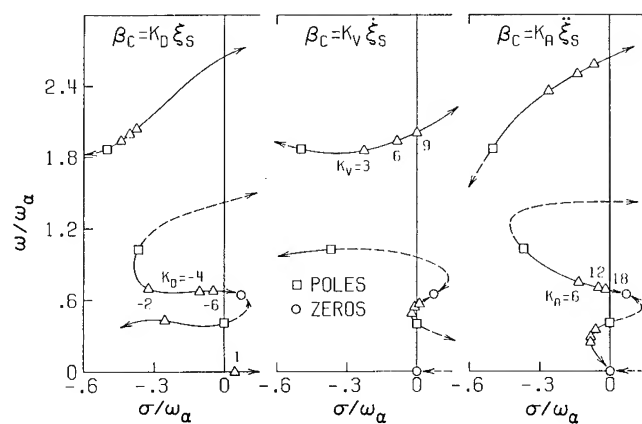 β_C = K_D ξ_S
β_C = K_V ξ̇_S
β_C = K_A ξ̈_S
2.4
1.8
1.2
.6
0
ω/ω_α
K_D = -4
-2
-6
1
K_V = 3
6
9
□ POLES
○ ZEROS
12
18
K_A = 6
-.6 -.3 0
-.6 -.3 0
-.6 -.3 0
σ/ω_α
σ/ω_α
σ/ω_α